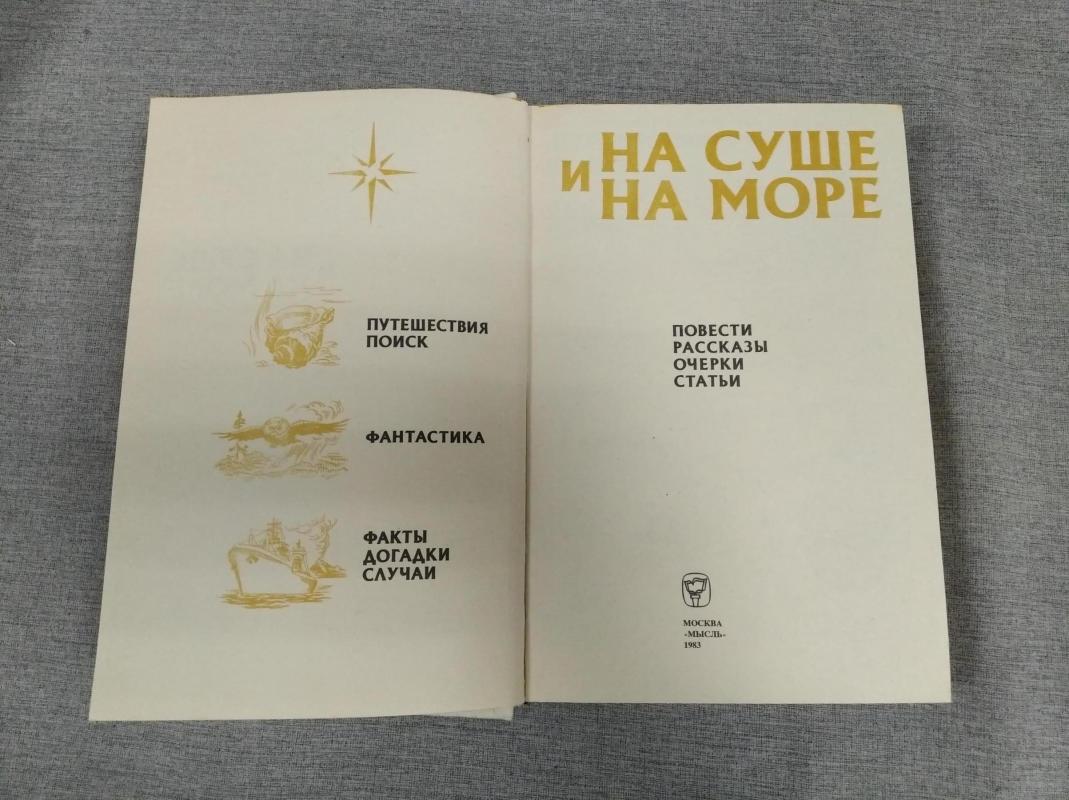 ПУТЕШЕСТВИЯ
ПОИСК
ФАНТАСТИКА
ФАКТЫ
ДОГАДКИ
СЛУЧАИ
НА СУШЕ
И НА МОРЕ
ПОВЕСТИ
РАССКАЗЫ
ОЧЕРКИ
СТАТЬИ
МОСКВА
«МЫСЛЬ»
1983